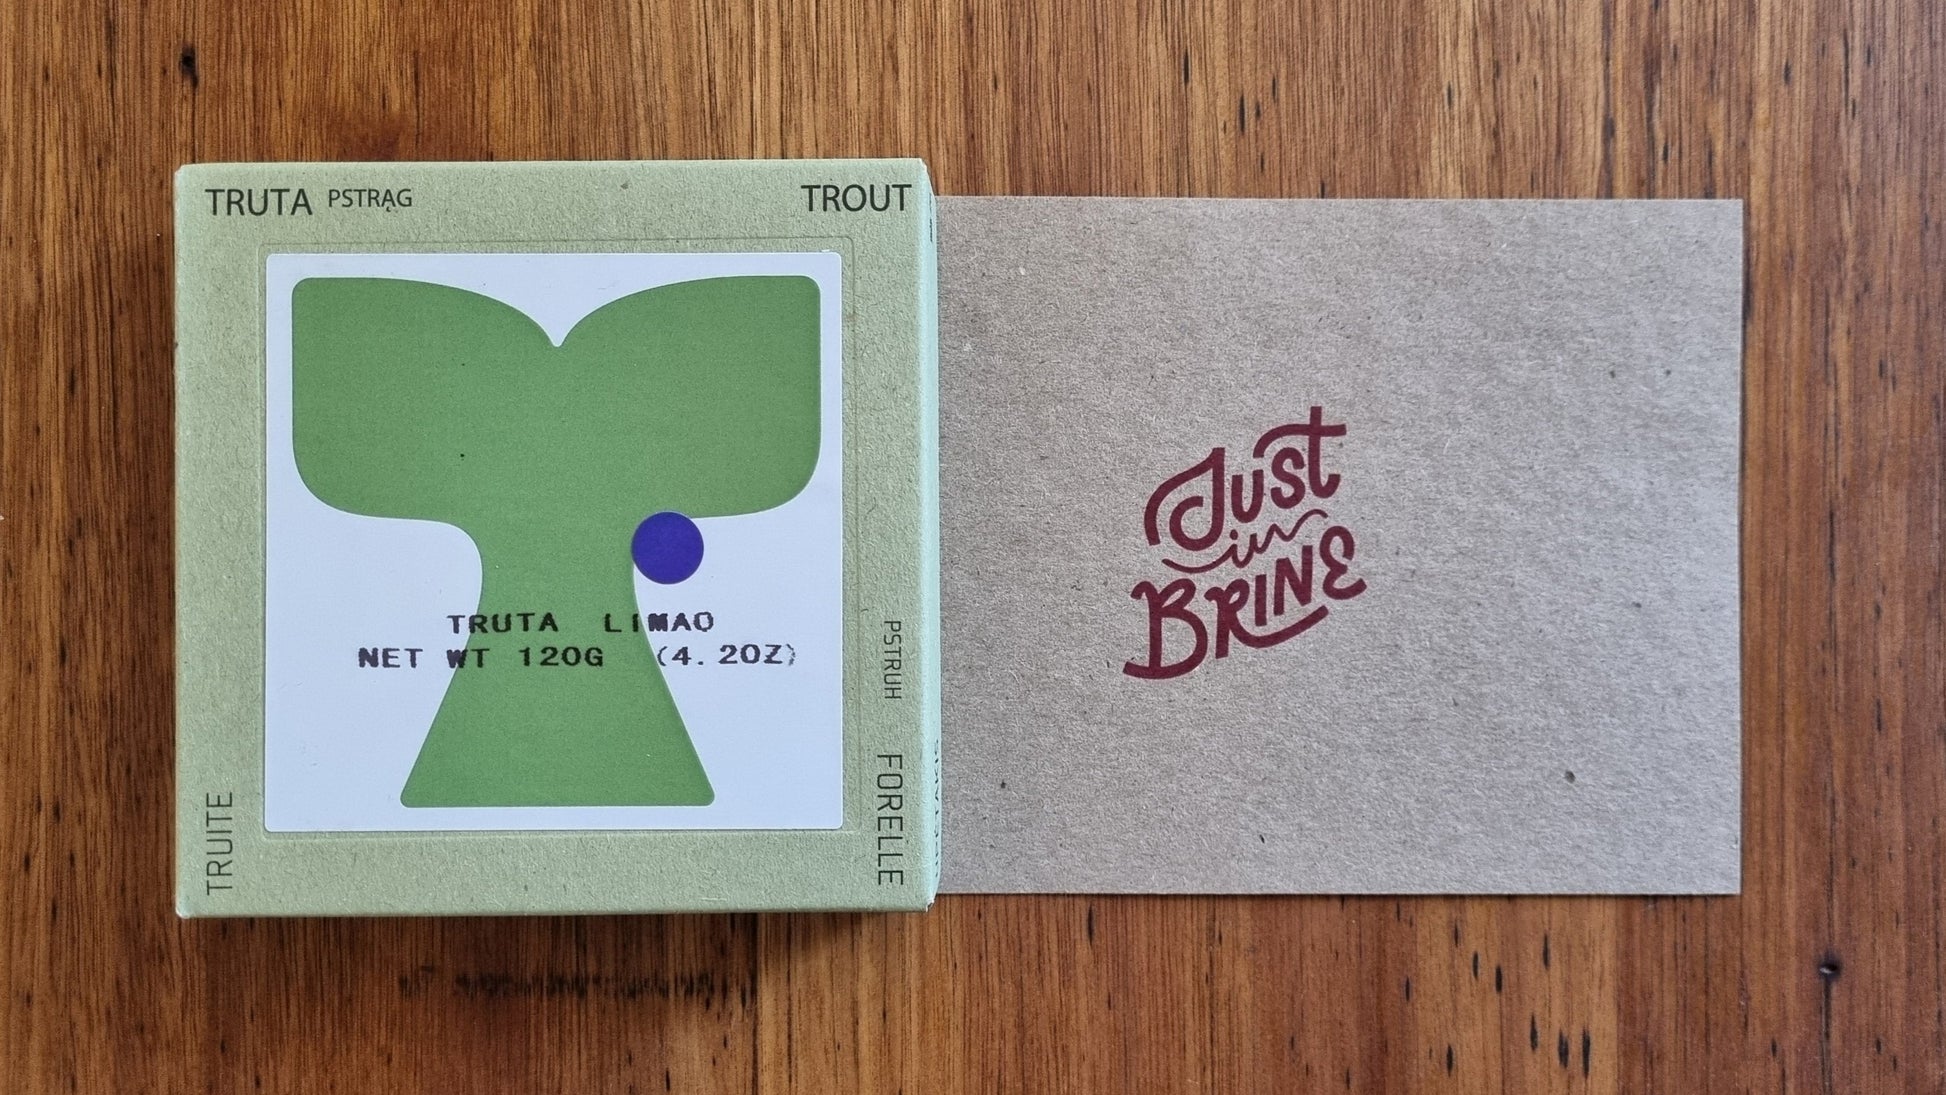 TRUTA PSTRĄG TROUT
TRUTA LIMAO
NET WT 120G (4.2OZ)
TRUITE
PSTRUH
FORELLE
Just
in
BRINE